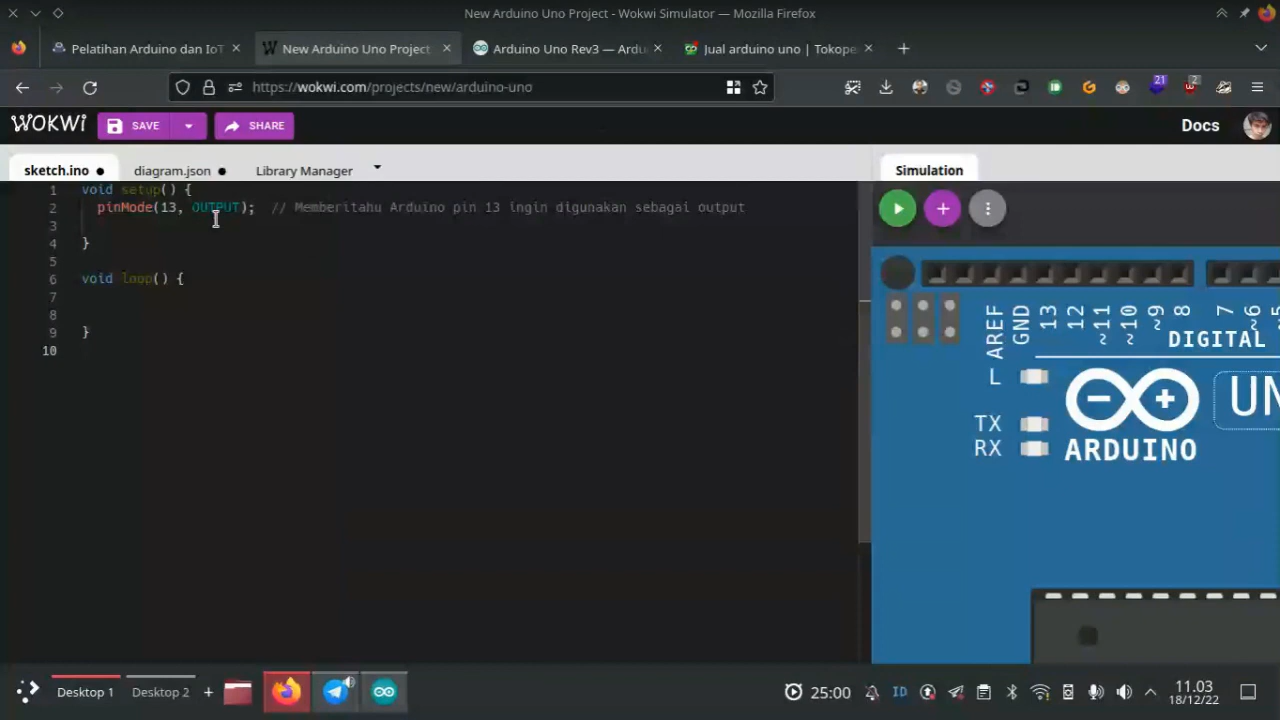 New Arduino Uno Project - Wokwi Simulator — Mozilla Firefox
Pelatihan Arduino dan IoT
New Arduino Uno Project
Arduino Uno Rev3 — Ardu
Jual arduino uno | Tokope
https://wokwi.com/projects/new/arduino-uno
21
2
WOKWI
SAVE
SHARE
Docs
sketch.ino
diagram.json
Library Manager
Simulation
1 void setup() {
2 pinMode(13, OUTPUT); // Memberitahu Arduino pin 13 ingin digunakan sebagai output
3
4 }
5
6 void loop() {
7
8
9 }
10
AREF
GND
13
12
~11
~10
~9
8
7
~6
DIGITAL
L
TX
RX
UN
ARDUINO
Desktop 1
Desktop 2
25:00
ID
11.03
18/12/22